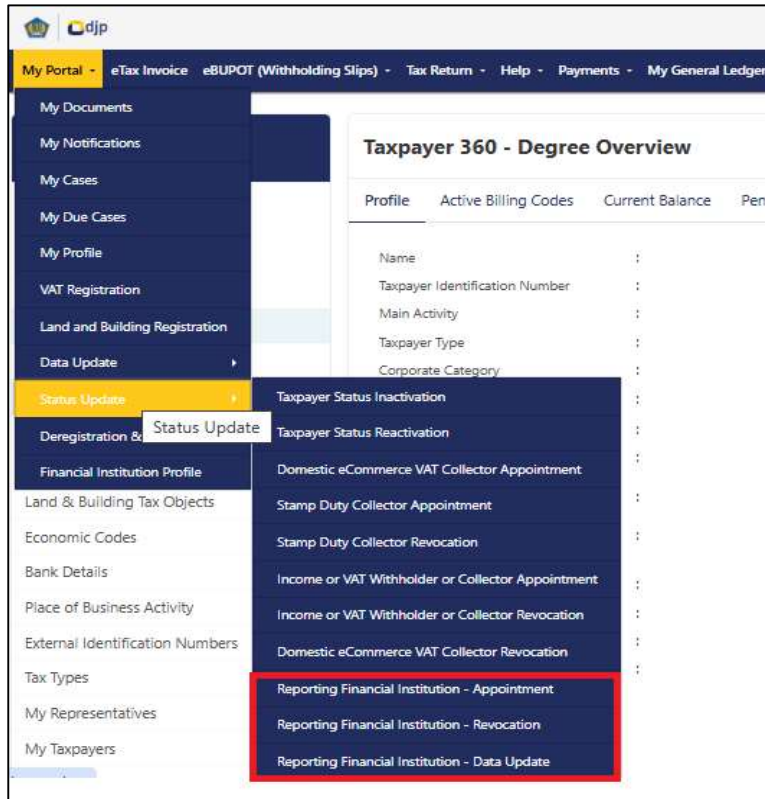 djp
My Portal eTax Invoice eBUPOT (Withholding Slips) Tax Return Help Payments My General Ledger
My Documents
My Notifications
My Cases
My Due Cases
My Profile
VAT Registration
Land and Building Registration
Data Update
Status Update
Deregistration &
Financial Institution Profile
Status Update
Land & Building Tax Objects
Economic Codes
Bank Details
Place of Business Activity
External Identification Numbers
Tax Types
My Representatives
My Taxpayers
Taxpayer Status Inactivation
Taxpayer Status Reactivation
Domestic eCommerce VAT Collector Appointment
Stamp Duty Collector Appointment
Stamp Duty Collector Revocation
Income or VAT Withholder or Collector Appointment
Income or VAT Withholder or Collector Revocation
Domestic eCommerce VAT Collector Revocation
Reporting Financial Institution - Appointment
Reporting Financial Institution - Revocation
Reporting Financial Institution - Data Update
Taxpayer 360 - Degree Overview
Profile Active Billing Codes Current Balance Pen
Name :
Taxpayer Identification Number :
Main Activity :
Taxpayer Type :
Corporate Category :
:
:
:
:
:
:
:
:
: